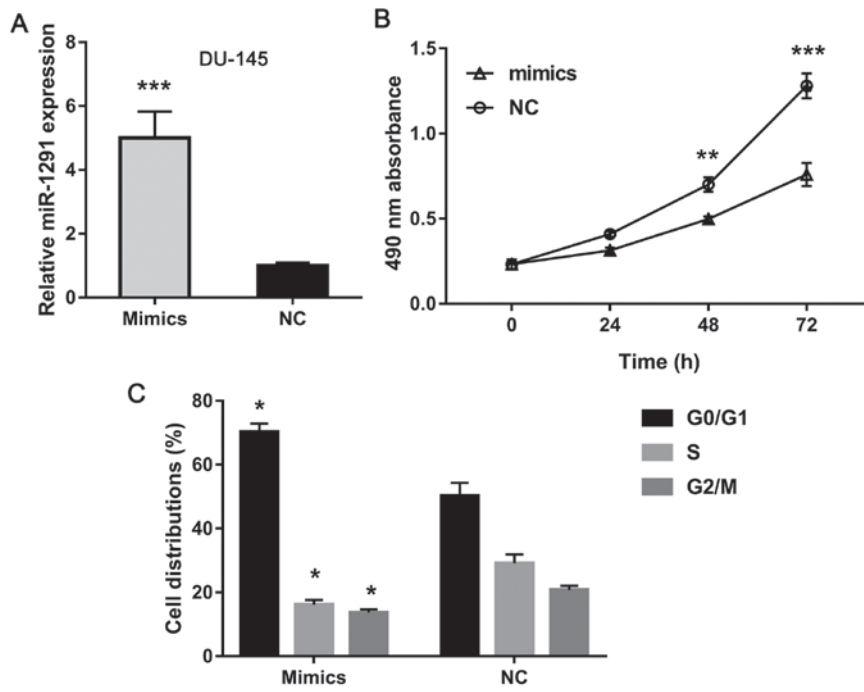 A
DU-145
***
Relative miR-1291 expression
8
6
4
2
0
Mimics
NC
B
mimics
NC
**
***
490 nm absorbance
1.5
1.0
0.5
0.0
0
24
48
72
Time (h)
C
*
*
*
Cell distributions (%)
80
60
40
20
0
Mimics
NC
G0/G1
S
G2/M